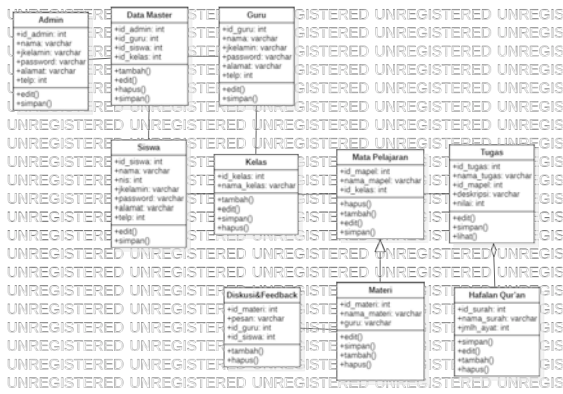 Admin
+id_admin: int
+nama: varchar
+jkelamin: varchar
+password: varchar
+alamat: varchar
+telp: int
+edit()
+simpan()
Data Master
+id_admin: int
+id_guru: int
+id_siswa: int
+id_kelas: int
+tambah()
+edit()
+hapus()
+simpan()
Guru
+id_guru: int
+nama: varchar
+jkelamin: varchar
+password: varchar
+alamat: varchar
+telp: int
+edit()
+simpan()
Siswa
+id_siswa: int
+nama: varchar
+nis: int
+jkelamin: varchar
+password: varchar
+alamat: varchar
+telp: int
+edit()
+simpan()
Kelas
+id_kelas: int
+nama_kelas: varchar
+tambah()
+edit()
+simpan()
+hapus()
Mata Pelajaran
+id_mapel: int
+nama_mapel: varchar
+id_kelas: int
+hapus()
+tambah()
+edit()
+simpan()
Tugas
+id_tugas: int
+nama_tugas: varchar
+id_mapel: int
+deskripsi: varchar
+nilai: int
+edit()
+simpan()
+lihat()
Diskusi&Feedback
+id_materi: int
+pesan: varchar
+id_guru: int
+id_siswa: int
+tambah()
+hapus()
Materi
+id_materi: int
+nama_materi: varchar
+guru: varchar
+edit()
+simpan()
+tambah()
+hapus()
Hafalan Qur'an
+id_surah: int
+nama_surah: varchar
+jmlh_ayat: int
+simpan()
+edit()
+tambah()
+hapus()
UNREGISTERED UNREGISTERED UNREGISTERED UNREGISTERED UNREGIS